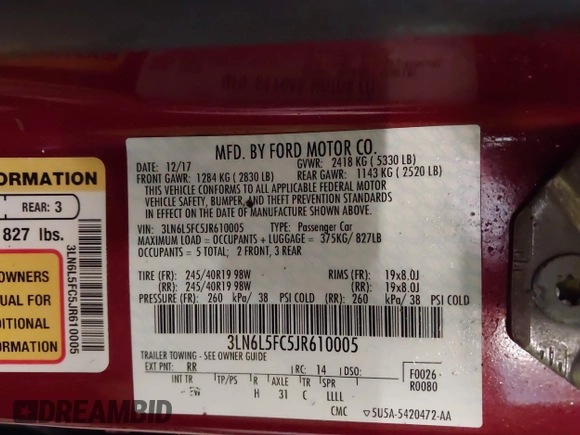 MFD. BY FORD MOTOR CO.
DATE: 12/17 GVWR: 2418 KG ( 5330 LB)
FRONT GAWR: 1284 KG ( 2830 LB) REAR GAWR: 1143 KG ( 2520 LB)
THIS VEHICLE CONFORMS TO ALL APPLICABLE FEDERAL MOTOR
VEHICLE SAFETY, BUMPER, AND THEFT PREVENTION STANDARDS
IN EFFECT ON THE DATE OF MANUFACTURE SHOWN ABOVE.
VIN: 3LN6L5FC5JR610005 TYPE: Passenger Car
MAXIMUM LOAD = OCCUPANTS + LUGGAGE = 375KG/827LB
OCCUPANTS = 5 TOTAL; 2 FRONT, 3 REAR
TIRE (FR): 245/40R19 98W RIMS (FR): 19x8.0J
(RR): 245/40R19 98W (RR): 19x8.0J
PRESSURE (FR): 260 kPa/ 38 PSI COLD (RR): 260 kPa/ 38 PSI COLD
3LN6L5FC5JR610005
TRAILER TOWING - SEE OWNER GUIDE
EXT PNT: RR RC: 14 DSO:
F0026
R0080
INT TR TP/PS R AXLE TR SPR
EW H 31 C LLLL
CMC 5U5A-5420472-AA
ORMATION
REAR: 3
827 lbs.
OWNERS
UAL FOR
DITIONAL
FORMATION
3LN6L5FC5JR610005
DREAMBID